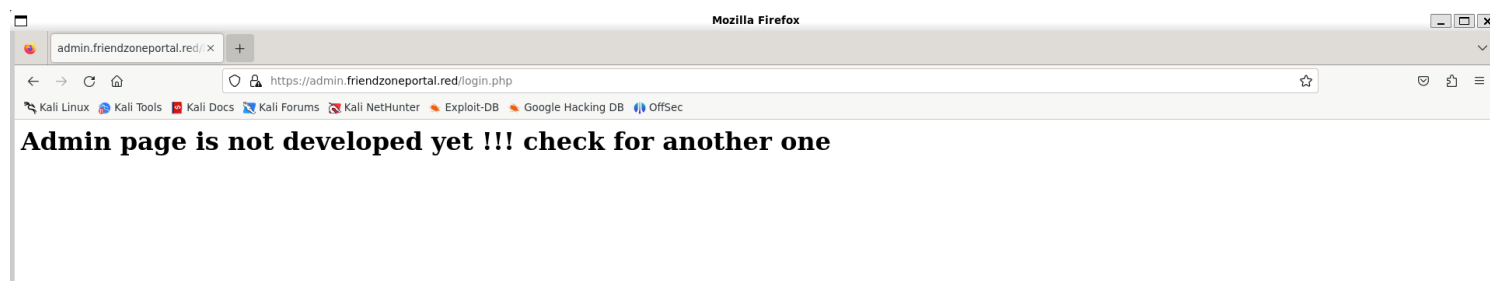 Mozilla Firefox
admin.friendzoneportal.red/
https://admin.friendzoneportal.red/login.php
Kali Linux Kali Tools Kali Docs Kali Forums Kali NetHunter Exploit-DB Google Hacking DB OffSec
Admin page is not developed yet !!! check for another one